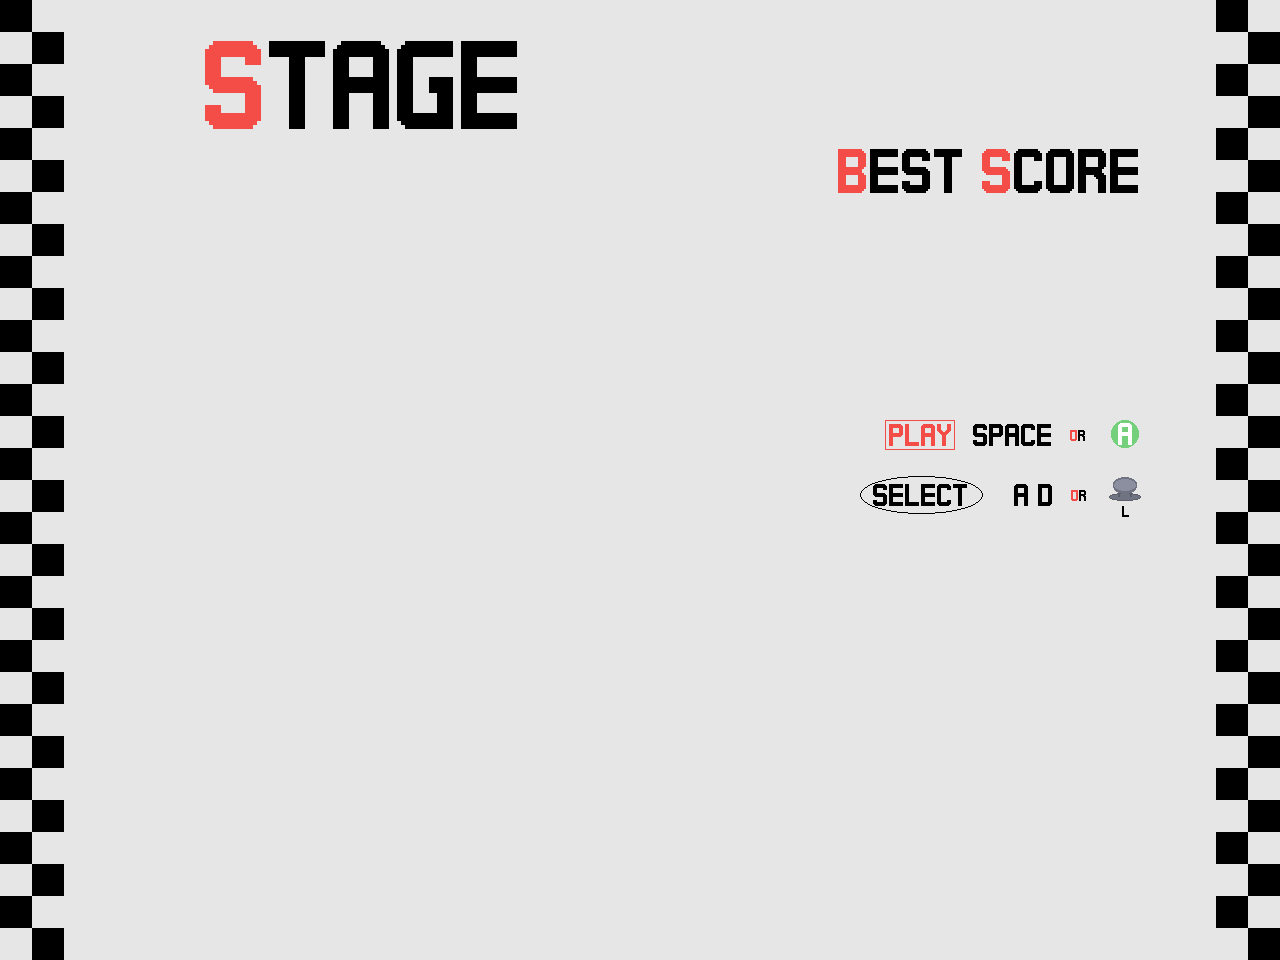 STAGE
BEST SCORE
PLAY SPACE OR A
SELECT A D OR
L